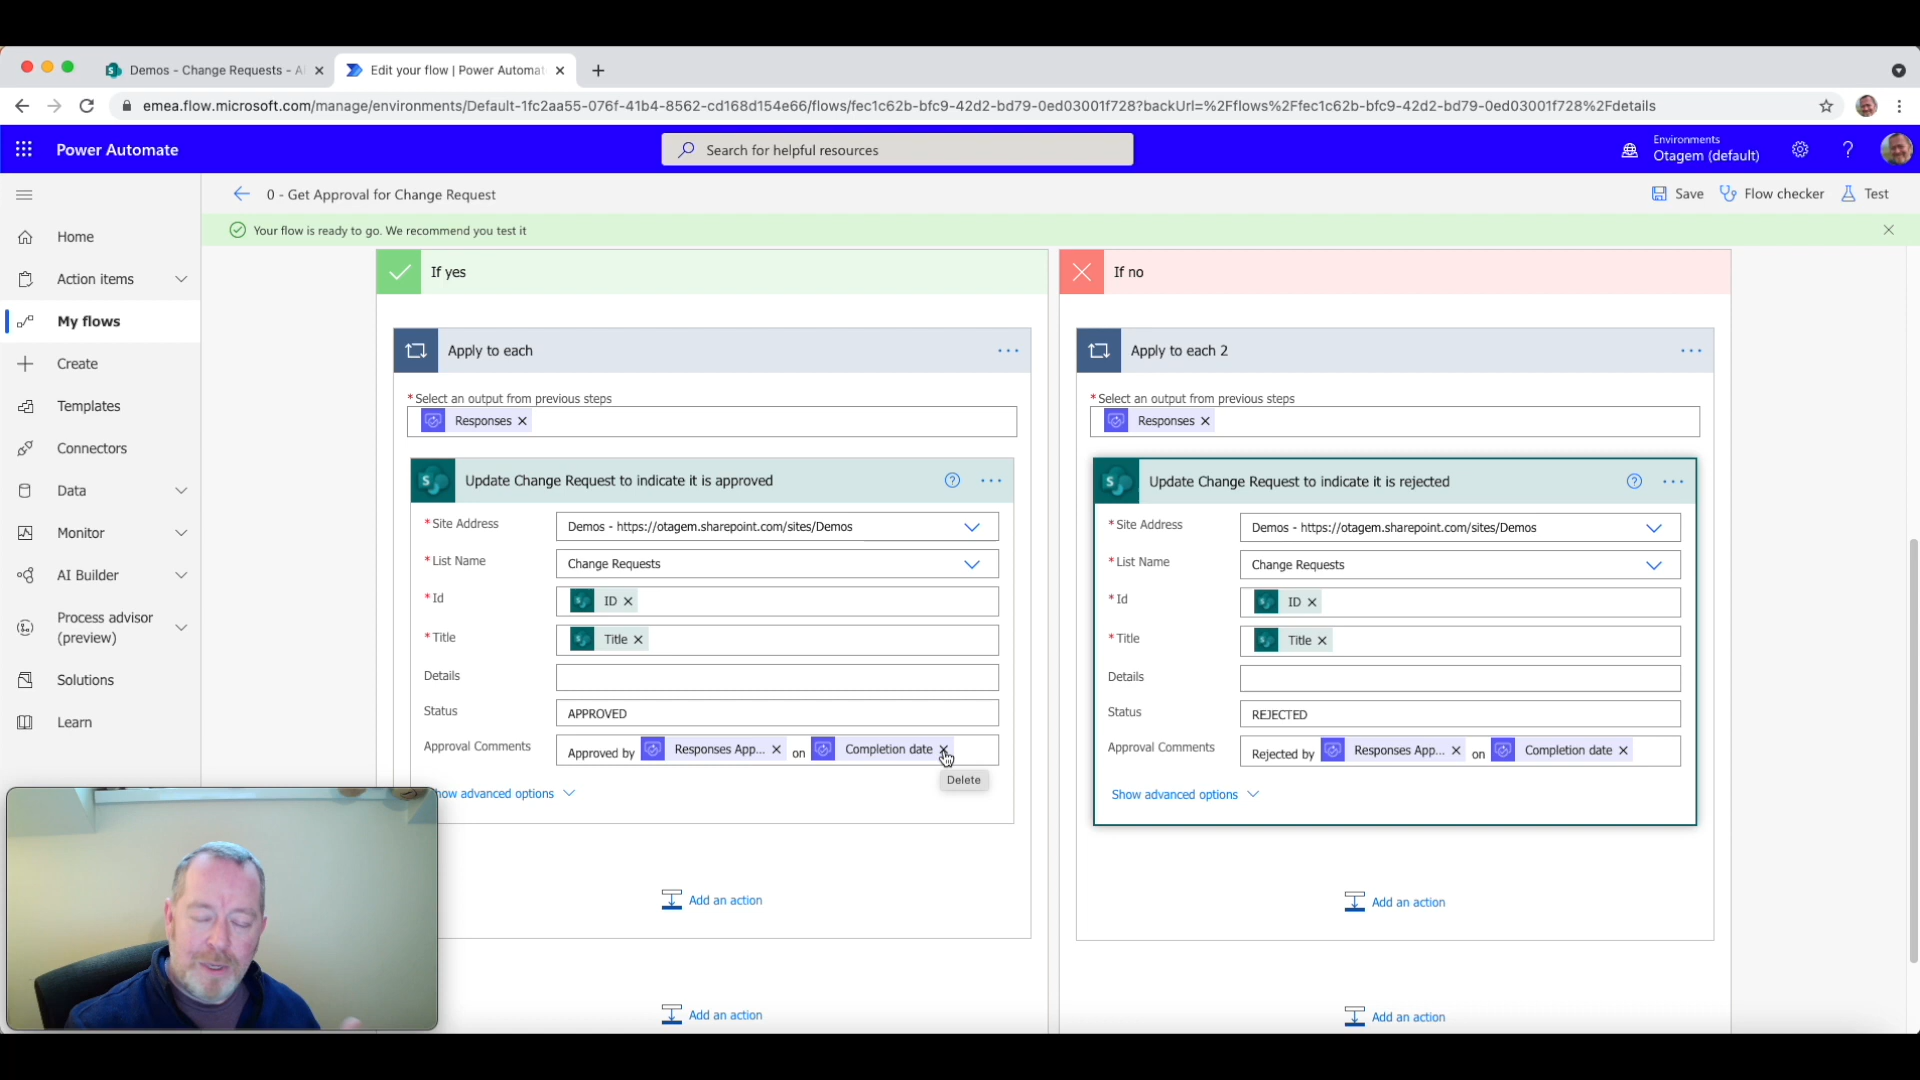 Demos - Change Requests - Al
Edit your flow | Power Automat
emea.flow.microsoft.com/manage/environments/Default-1fc2aa55-076f-41b4-8562-cd168d154e66/flows/fec1c62b-bfc9-42d2-bd79-0ed03001f728?backUrl=%2Fflows%2Ffec1c62b-bfc9-42d2-bd79-0ed03001f728%2Fdetails
Power Automate
Search for helpful resources
Environments
Otagem (default)
0 - Get Approval for Change Request
Save
Flow checker
Test
Your flow is ready to go. We recommend you test it
Home
Action items
My flows
Create
Templates
Connectors
Data
Monitor
AI Builder
Process advisor
(preview)
Solutions
Learn
If yes
Apply to each
*Select an output from previous steps
Responses
Update Change Request to indicate it is approved
*Site Address
Demos - https://otagem.sharepoint.com/sites/Demos
*List Name
Change Requests
*Id
ID
*Title
Title
Details
Status
APPROVED
Approval Comments
Approved by Responses App... on Completion date
Delete
how advanced options
Add an action
Add an action
If no
Apply to each 2
*Select an output from previous steps
Responses
Update Change Request to indicate it is rejected
*Site Address
Demos - https://otagem.sharepoint.com/sites/Demos
*List Name
Change Requests
*Id
ID
*Title
Title
Details
Status
REJECTED
Approval Comments
Rejected by Responses App... on Completion date
Show advanced options
Add an action
Add an action